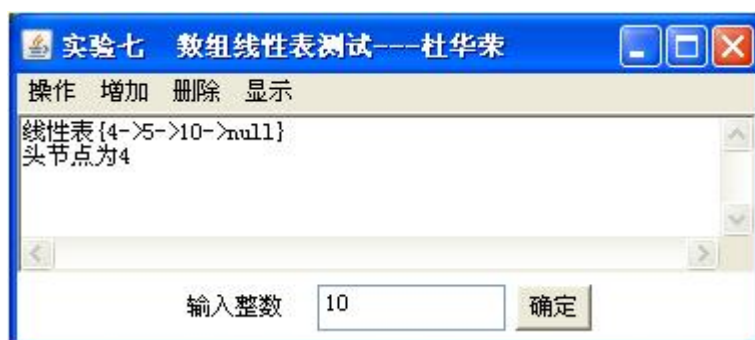 实验七 数组线性表测试---杜华荣
操作 增加 删除 显示
线性表{4->5->10->null}
头节点为4
输入整数 10 确定